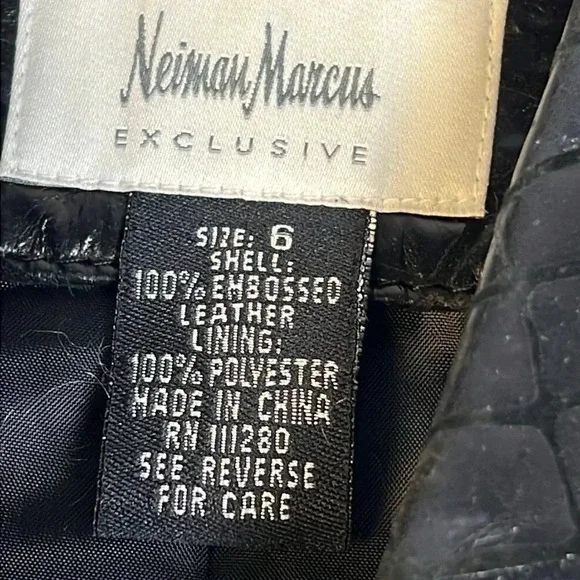 Neiman Marcus
EXCLUSIVE
SIZE: 6
SHELL:
100% EMBOSSED
LEATHER
LINING:
100% POLYESTER
MADE IN CHINA
RN 111280
SEE REVERSE
FOR CARE